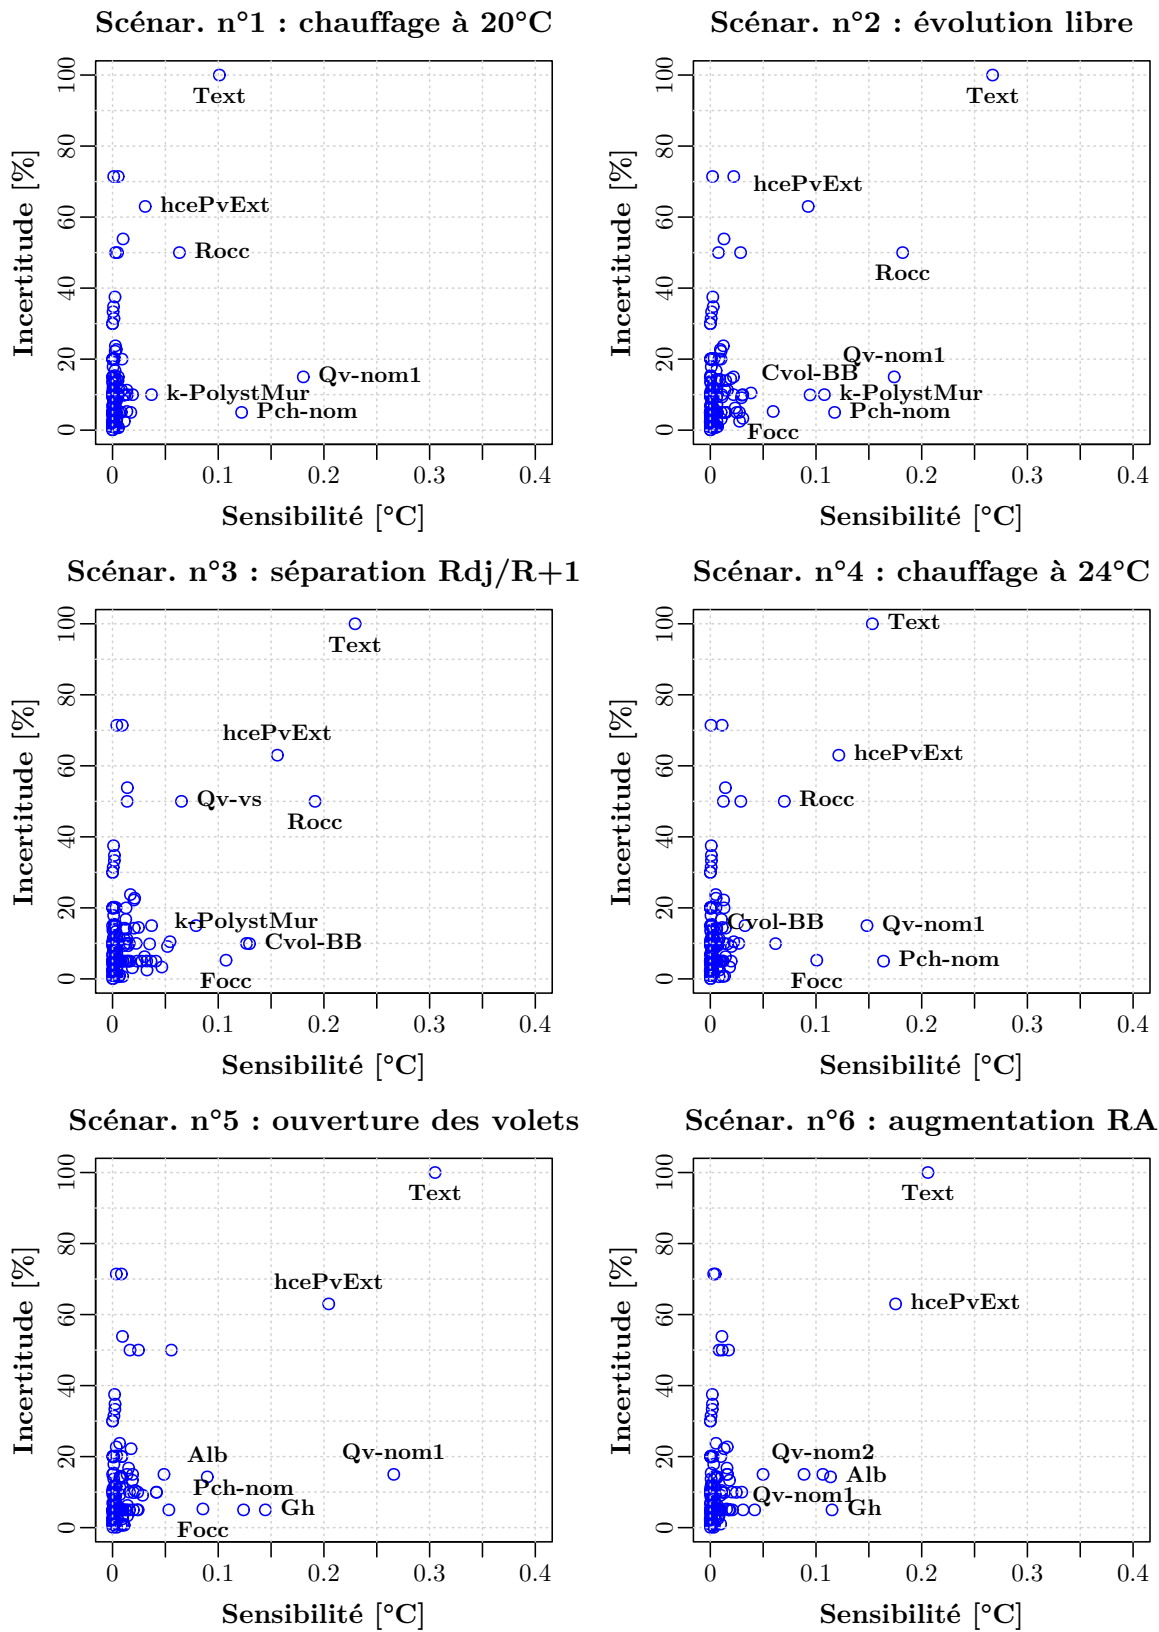 Scénar. n°1 : chauffage à 20°C
Incertitude [%]
100
80
60
40
20
0
Text
hcePvExt
Rocc
Qv-nom1
k-PolystMur
Pch-nom
0 0.1 0.2 0.3 0.4
Sensibilité [°C]
Scénar. n°2 : évolution libre
Incertitude [%]
100
80
60
40
20
0
Text
hcePvExt
Rocc
Qv-nom1
Cvol-BB
k-PolystMur
Pch-nom
Focc
0 0.1 0.2 0.3 0.4
Sensibilité [°C]
Scénar. n°3 : séparation Rdj/R+1
Incertitude [%]
100
80
60
40
20
0
Text
hcePvExt
Qv-vs
Rocc
k-PolystMur
Cvol-BB
Focc
0 0.1 0.2 0.3 0.4
Sensibilité [°C]
Scénar. n°4 : chauffage à 24°C
Incertitude [%]
100
80
60
40
20
0
Text
hcePvExt
Rocc
Cvol-BB
Qv-nom1
Pch-nom
Focc
0 0.1 0.2 0.3 0.4
Sensibilité [°C]
Scénar. n°5 : ouverture des volets
Incertitude [%]
100
80
60
40
20
0
Text
hcePvExt
Alb
Qv-nom1
Pch-nom
Gh
Focc
0 0.1 0.2 0.3 0.4
Sensibilité [°C]
Scénar. n°6 : augmentation RA
Incertitude [%]
100
80
60
40
20
0
Text
hcePvExt
Qv-nom2
Alb
Qv-nom1
Gh
0 0.1 0.2 0.3 0.4
Sensibilité [°C]